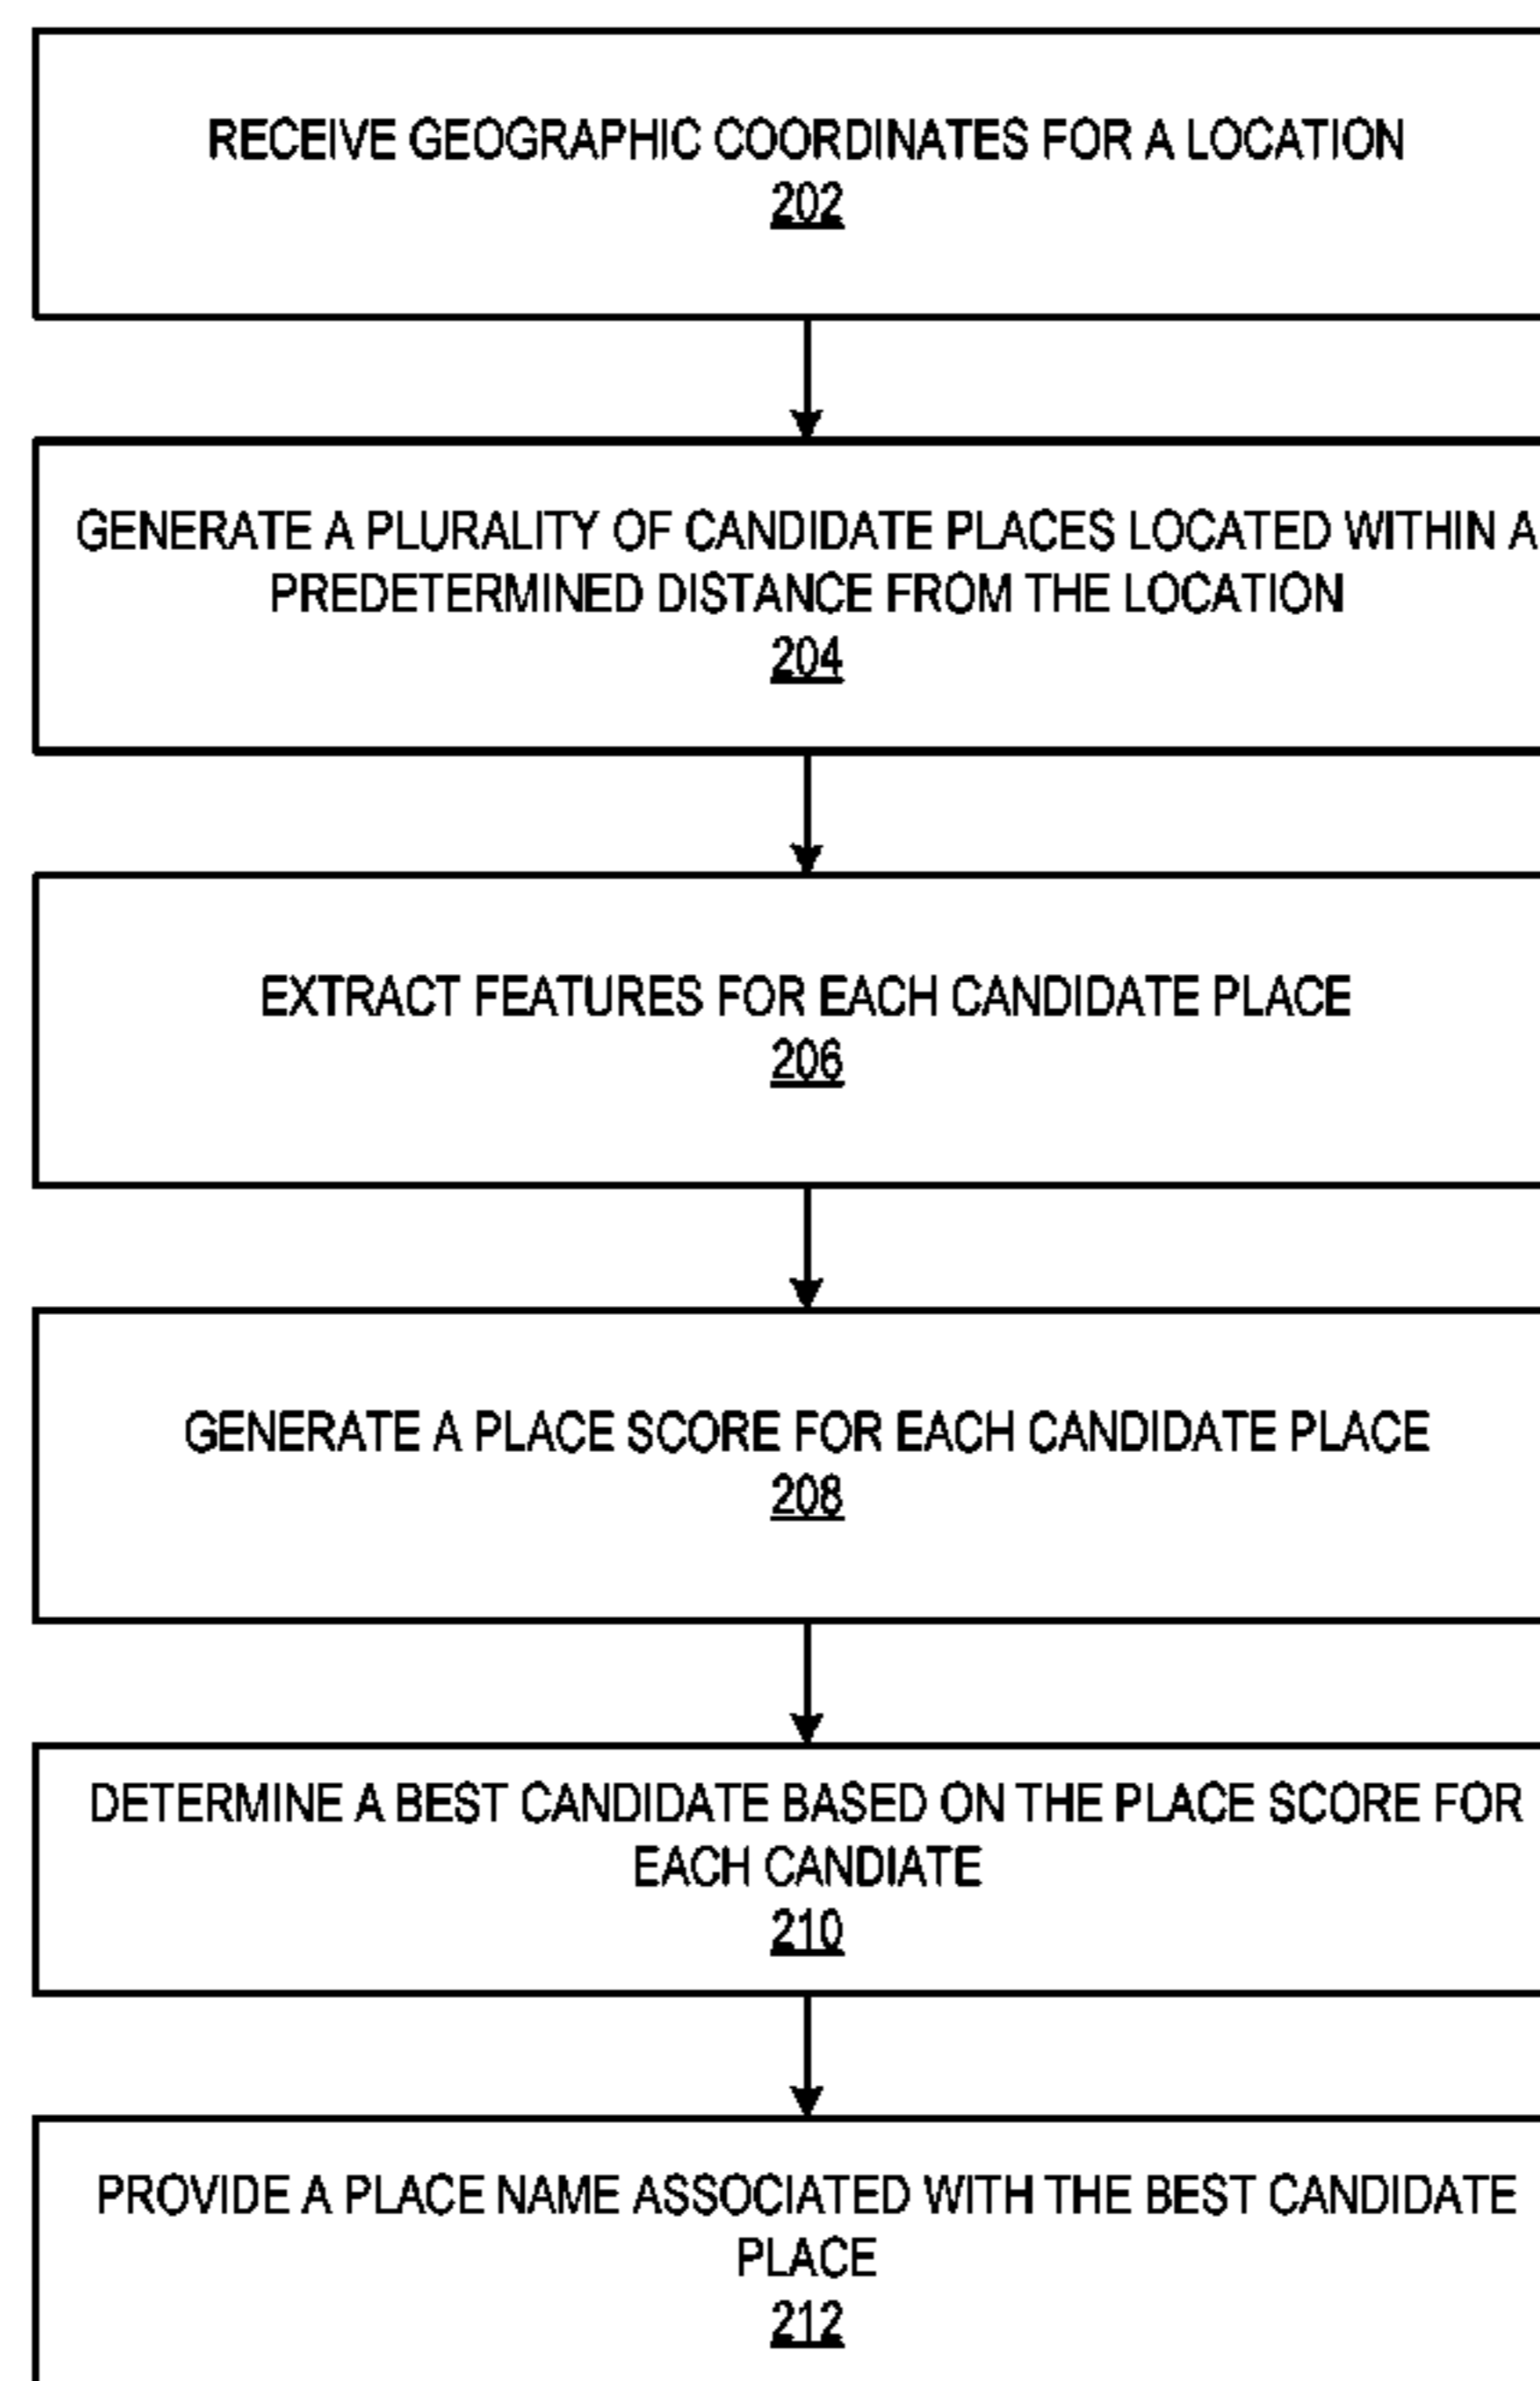 RECEIVE GEOGRAPHIC COORDINATES FOR A LOCATION
202
GENERATE A PLURALITY OF CANDIDATE PLACES LOCATED WITHIN A
PREDETERMINED DISTANCE FROM THE LOCATION
204
EXTRACT FEATURES FOR EACH CANDIDATE PLACE
206
GENERATE A PLACE SCORE FOR EACH CANDIDATE PLACE
208
DETERMINE A BEST CANDIDATE BASED ON THE PLACE SCORE FOR
EACH CANDIATE
210
PROVIDE A PLACE NAME ASSOCIATED WITH THE BEST CANDIDATE
PLACE
212